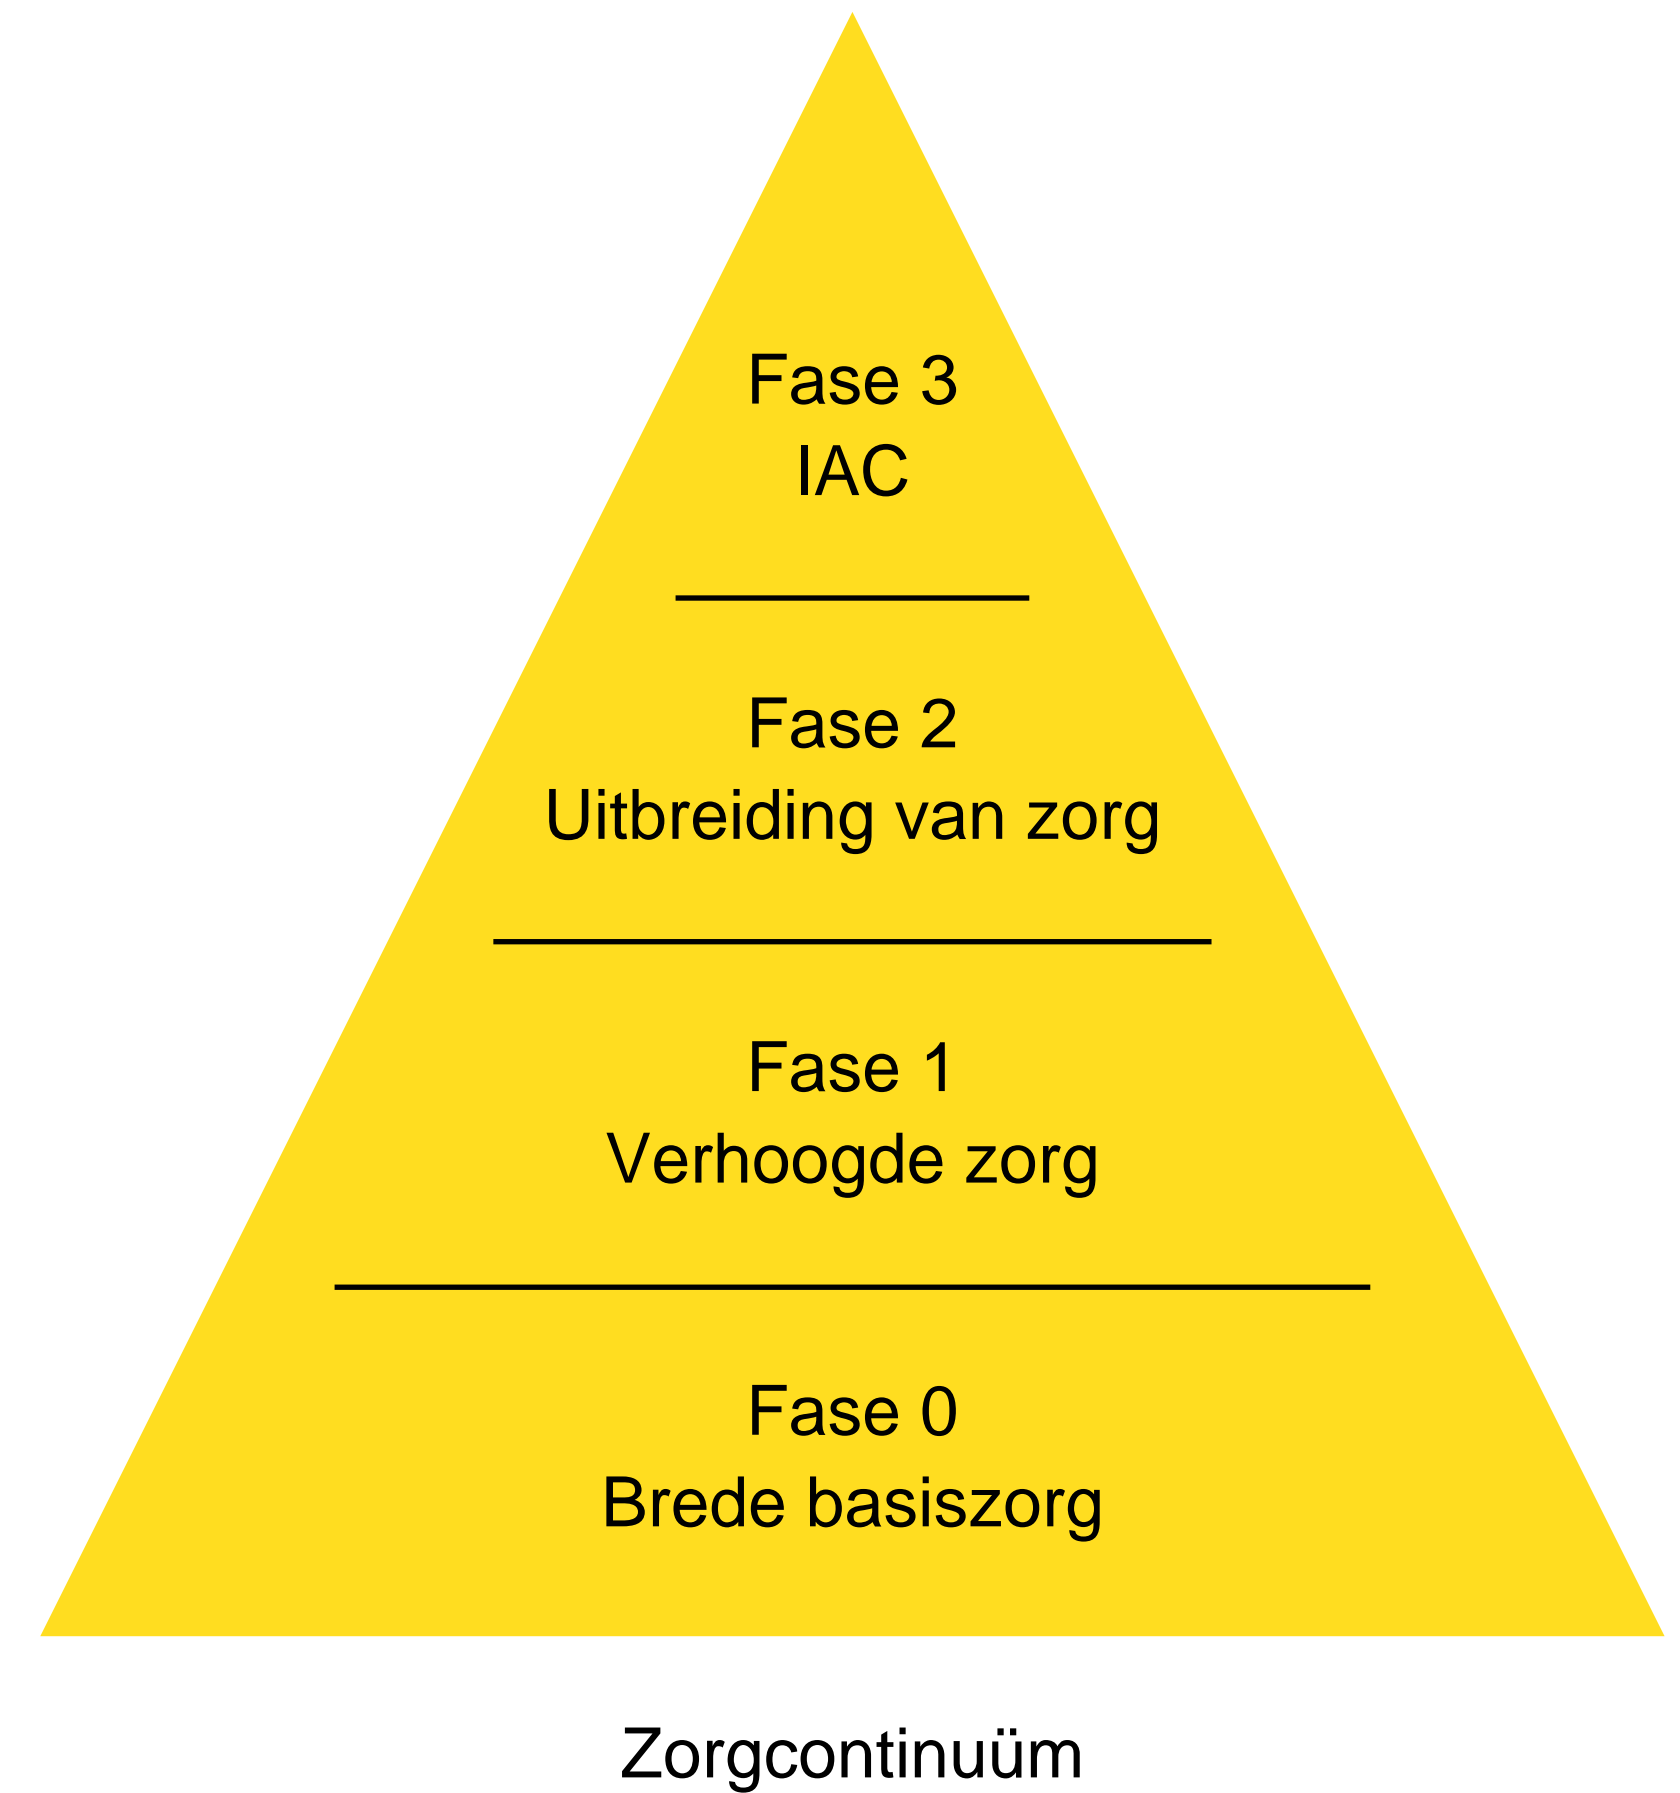 Fase 3
IAC
Fase 2
Uitbreiding van zorg
Fase 1
Verhoogde zorg
Fase 0
Brede basiszorg
Zorgcontinuüm